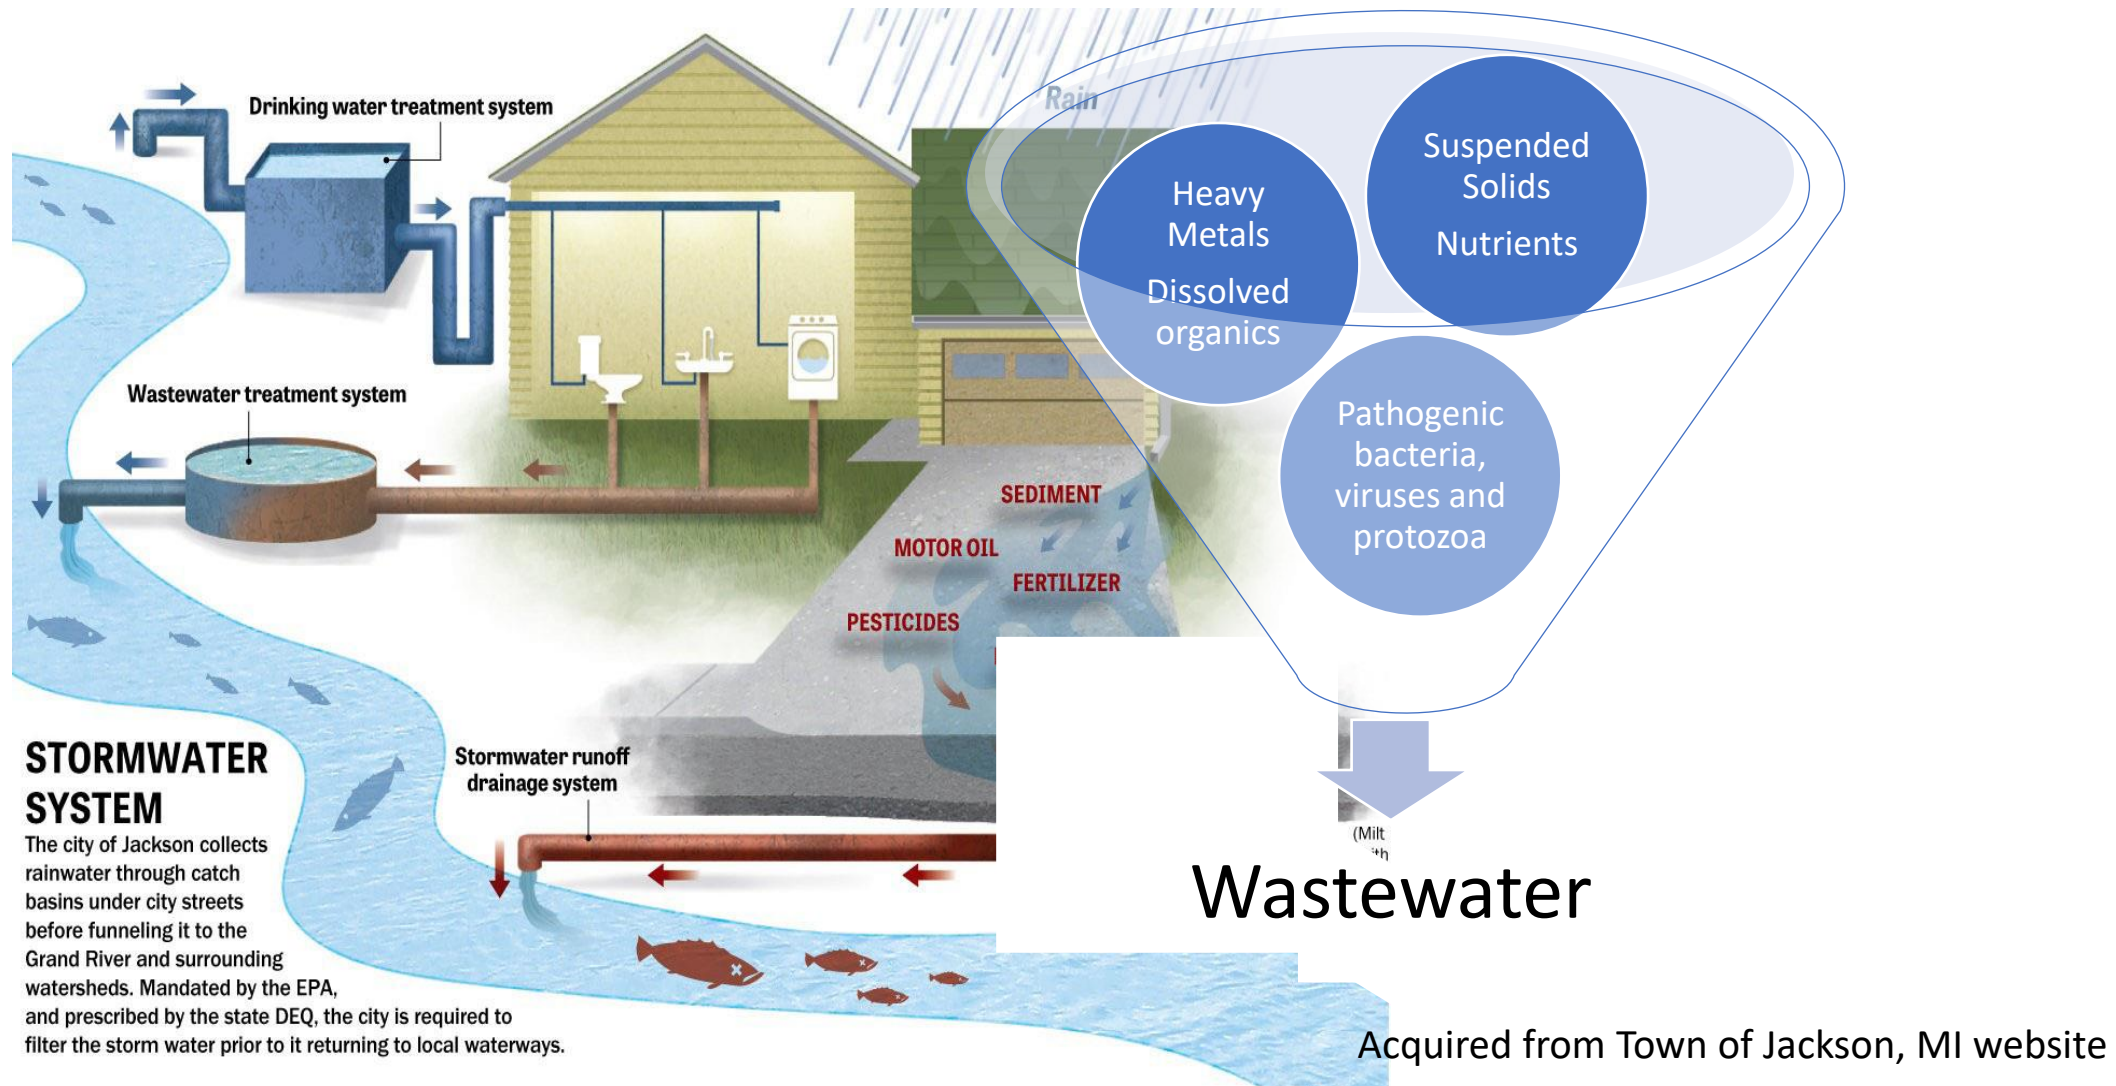 Rain
Drinking water treatment system
Wastewater treatment system
SEDIMENT
MOTOR OIL
FERTILIZER
PESTICIDES
Stormwater runoff
drainage system
STORMWATER
SYSTEM
The city of Jackson collects
rainwater through catch
basins under city streets
before funneling it to the
Grand River and surrounding
watersheds. Mandated by the EPA,
and prescribed by the state DEQ, the city is required to
filter the storm water prior to it returning to local waterways.
Heavy
Metals
Dissolved
organics
Suspended
Solids
Nutrients
Pathogenic
bacteria,
viruses and
protozoa
(Milt
Wastewater
Acquired from Town of Jackson, MI website